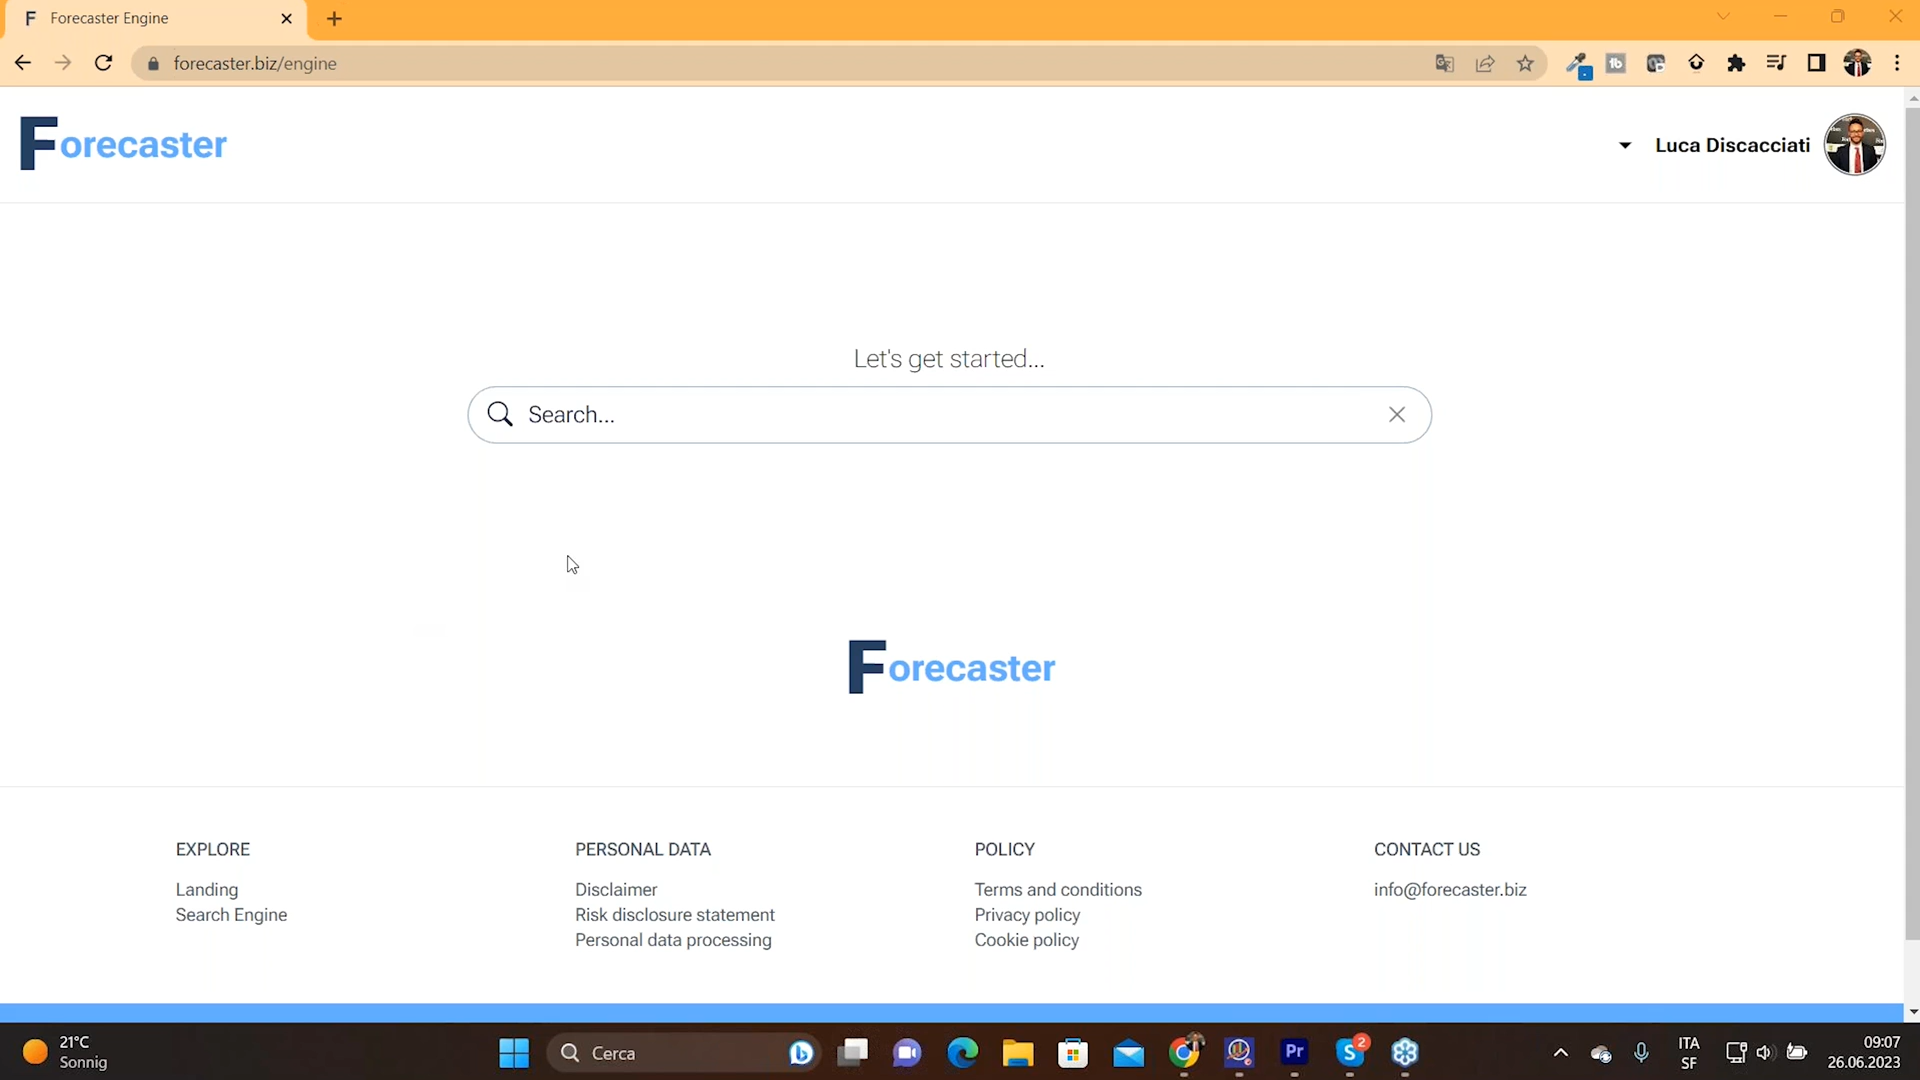 Forecaster Engine
forecaster.biz/engine
Forecaster
Luca Discacciati
Let's get started...
Search...
Forecaster
EXPLORE
Landing
Search Engine
PERSONAL DATA
Disclaimer
Risk disclosure statement
Personal data processing
POLICY
Terms and conditions
Privacy policy
Cookie policy
CONTACT US
info@forecaster.biz
21°C
Sonnig
Cerca
Pr
S 2
ITA
SF
09:07
26.06.2023